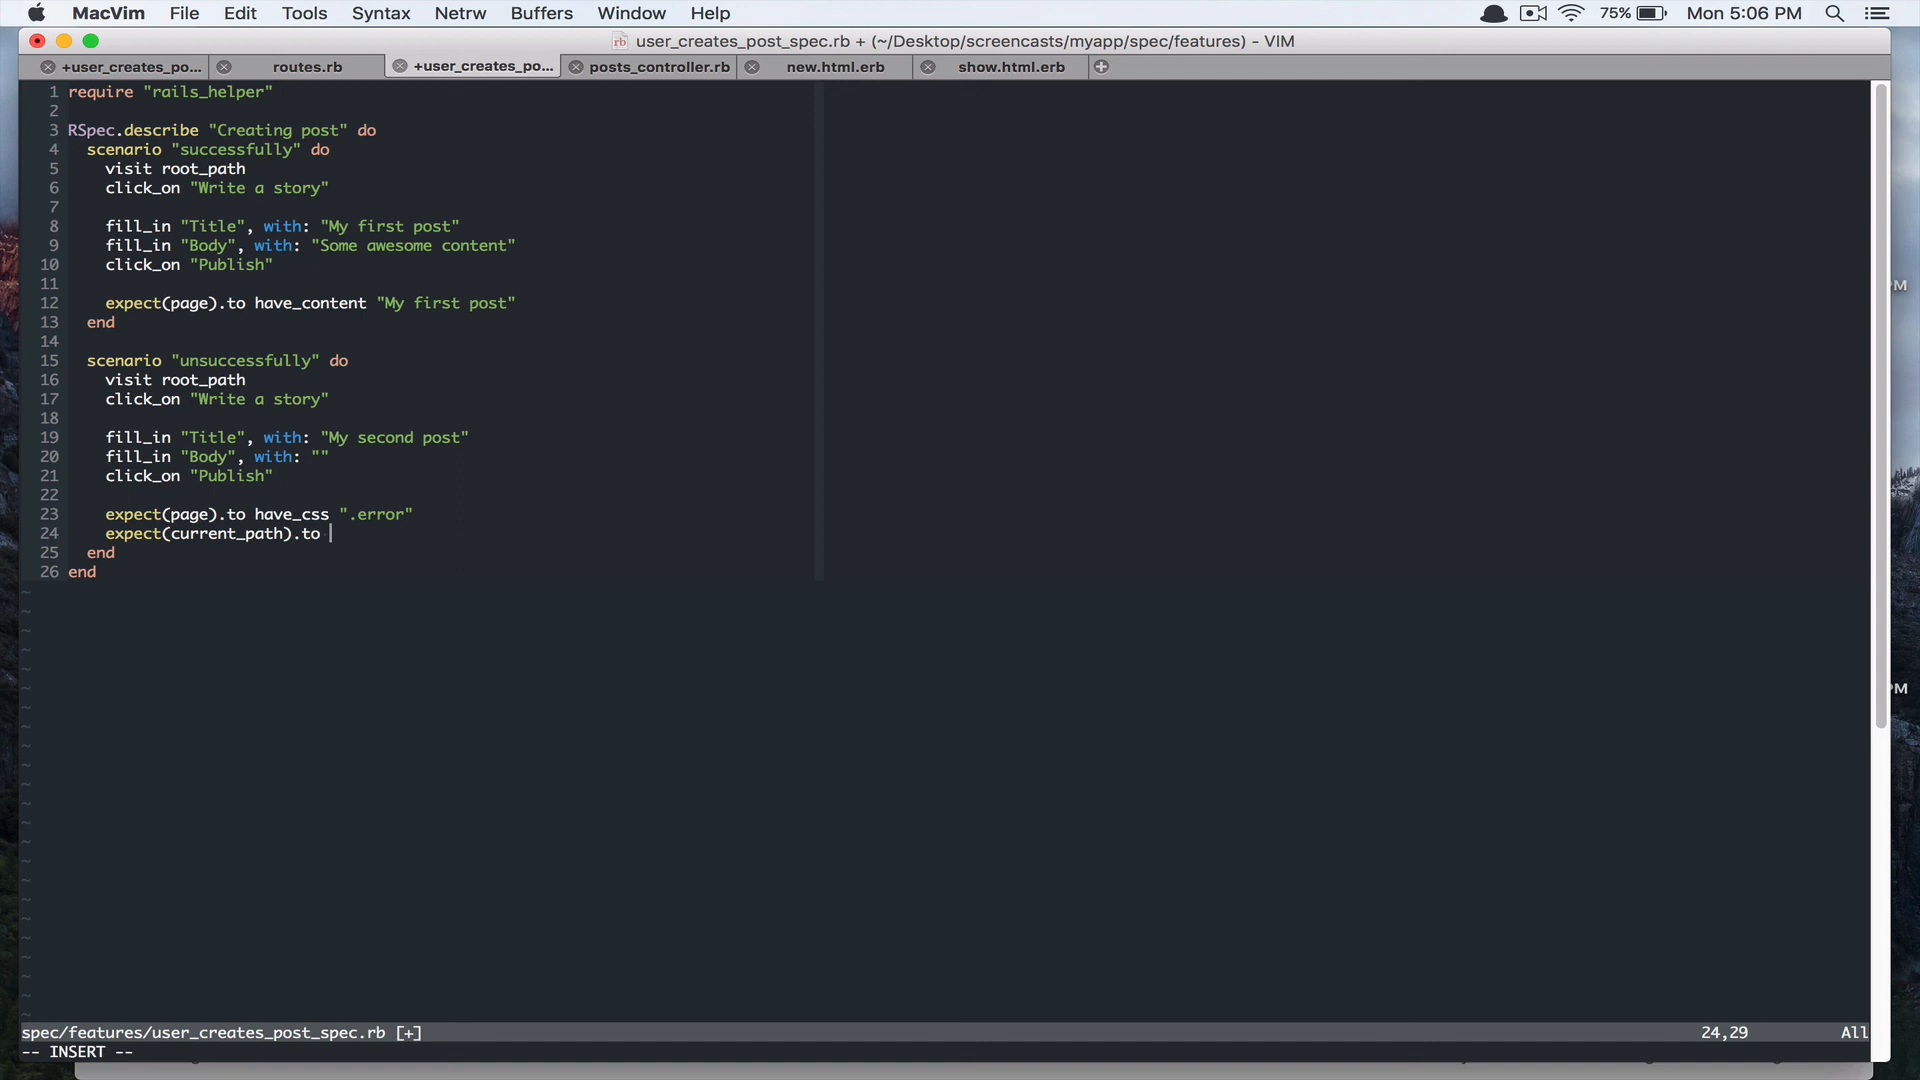 MacVim File Edit Tools Syntax Netrw Buffers Window Help 75% Mon 5:06 PM
user_creates_post_spec.rb + (~/Desktop/screencasts/myapp/spec/features) - VIM
+user_creates_po... routes.rb +user_creates_po... posts_controller.rb new.html.erb show.html.erb
1 require "rails_helper"
2
3 RSpec.describe "Creating post" do
4 scenario "successfully" do
5 visit root_path
6 click_on "Write a story"
7
8 fill_in "Title", with: "My first post"
9 fill_in "Body", with: "Some awesome content"
10 click_on "Publish"
11
12 expect(page).to have_content "My first post"
13 end
14
15 scenario "unsuccessfully" do
16 visit root_path
17 click_on "Write a story"
18
19 fill_in "Title", with: "My second post"
20 fill_in "Body", with: ""
21 click_on "Publish"
22
23 expect(page).to have_css ".error"
24 expect(current_path).to
25 end
26 end
PM
PM
spec/features/user_creates_post_spec.rb [+] 24,29 All
-- INSERT --